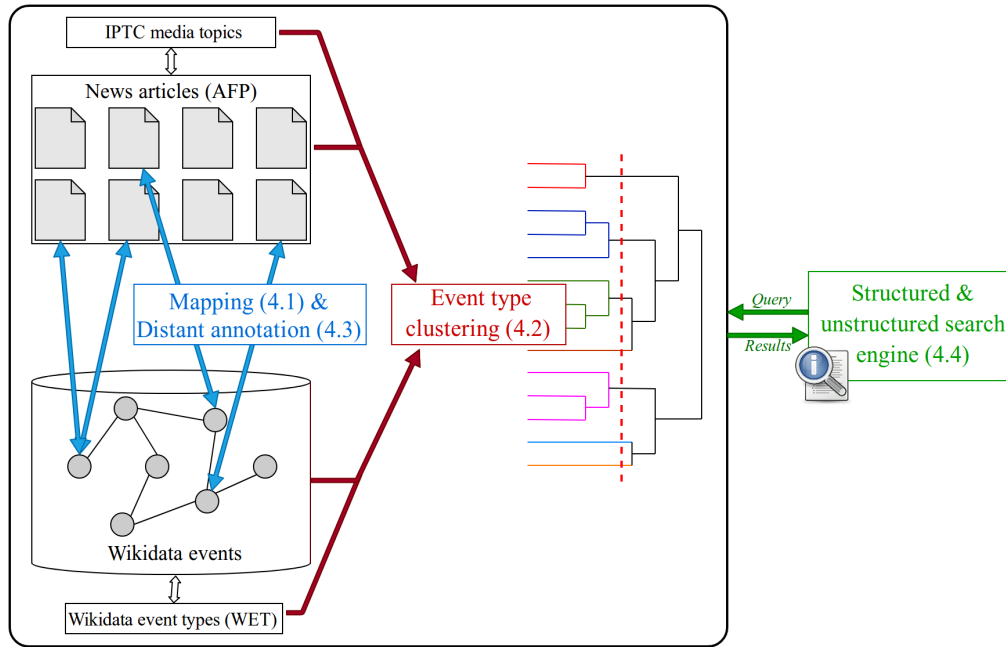 IPTC media topics
News articles (AFP)
Mapping (4.1) &
Distant annotation (4.3)
Event type
clustering (4.2)
Query
Results
Structured &
unstructured search
engine (4.4)
Wikidata events
Wikidata event types (WET)